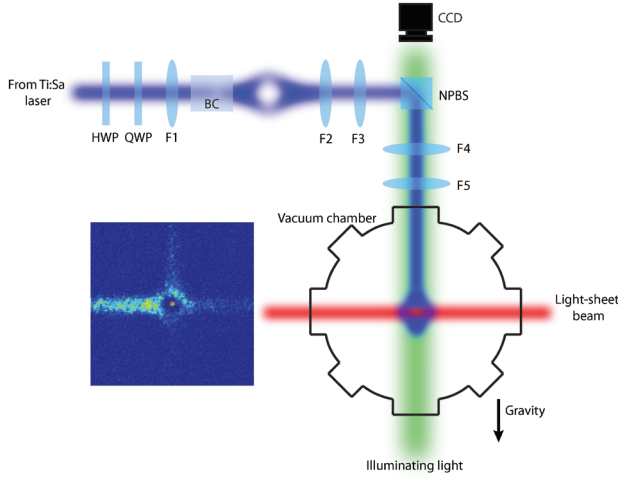 CCD
From Ti:Sa
laser
BC
NPBS
HWP
QWP
F1
F2
F3
F4
F5
Vacuum chamber
Light-sheet
beam
Gravity
Illuminating light